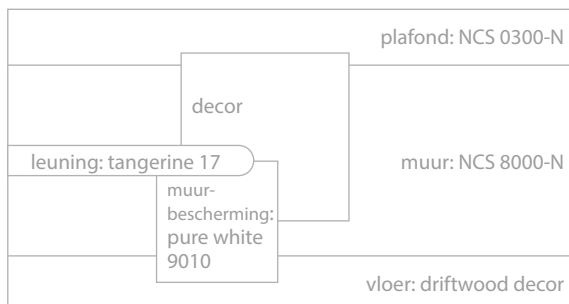 plafond: NCS 0300-N
decor
leuning: tangerine 17
muur: NCS 8000-N
muur-
bescherming:
pure white
9010
vloer: driftwood decor